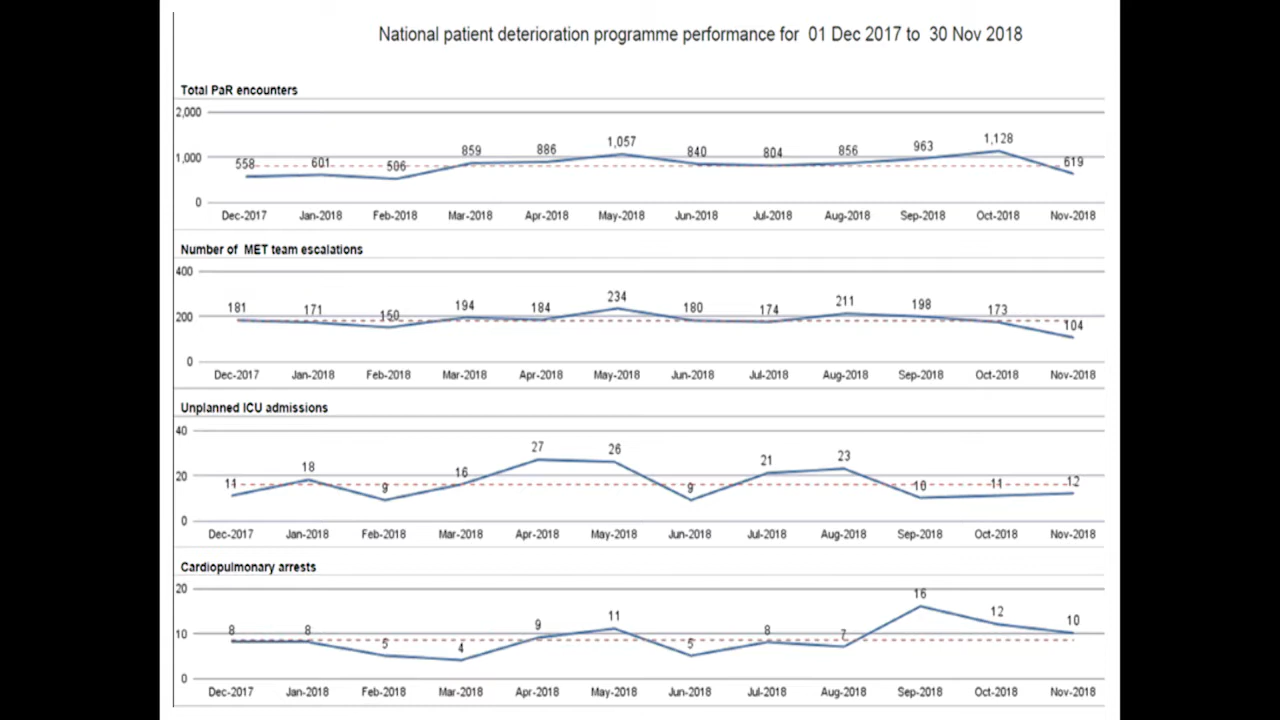 National patient deterioration programme performance for 01 Dec 2017 to 30 Nov 2018
Total PaR encounters
2,000
1,000
0
558 601 506 859 886 1,057 840 804 856 963 1,128 619
Dec-2017 Jan-2018 Feb-2018 Mar-2018 Apr-2018 May-2018 Jun-2018 Jul-2018 Aug-2018 Sep-2018 Oct-2018 Nov-2018
Number of MET team escalations
400
200
0
181 171 150 194 184 234 180 174 211 198 173 104
Dec-2017 Jan-2018 Feb-2018 Mar-2018 Apr-2018 May-2018 Jun-2018 Jul-2018 Aug-2018 Sep-2018 Oct-2018 Nov-2018
Unplanned ICU admissions
40
20
0
11 18 9 16 27 26 9 21 23 10 11 12
Dec-2017 Jan-2018 Feb-2018 Mar-2018 Apr-2018 May-2018 Jun-2018 Jul-2018 Aug-2018 Sep-2018 Oct-2018 Nov-2018
Cardiopulmonary arrests
20
10
0
8 8 5 4 9 11 5 8 7 16 12 10
Dec-2017 Jan-2018 Feb-2018 Mar-2018 Apr-2018 May-2018 Jun-2018 Jul-2018 Aug-2018 Sep-2018 Oct-2018 Nov-2018